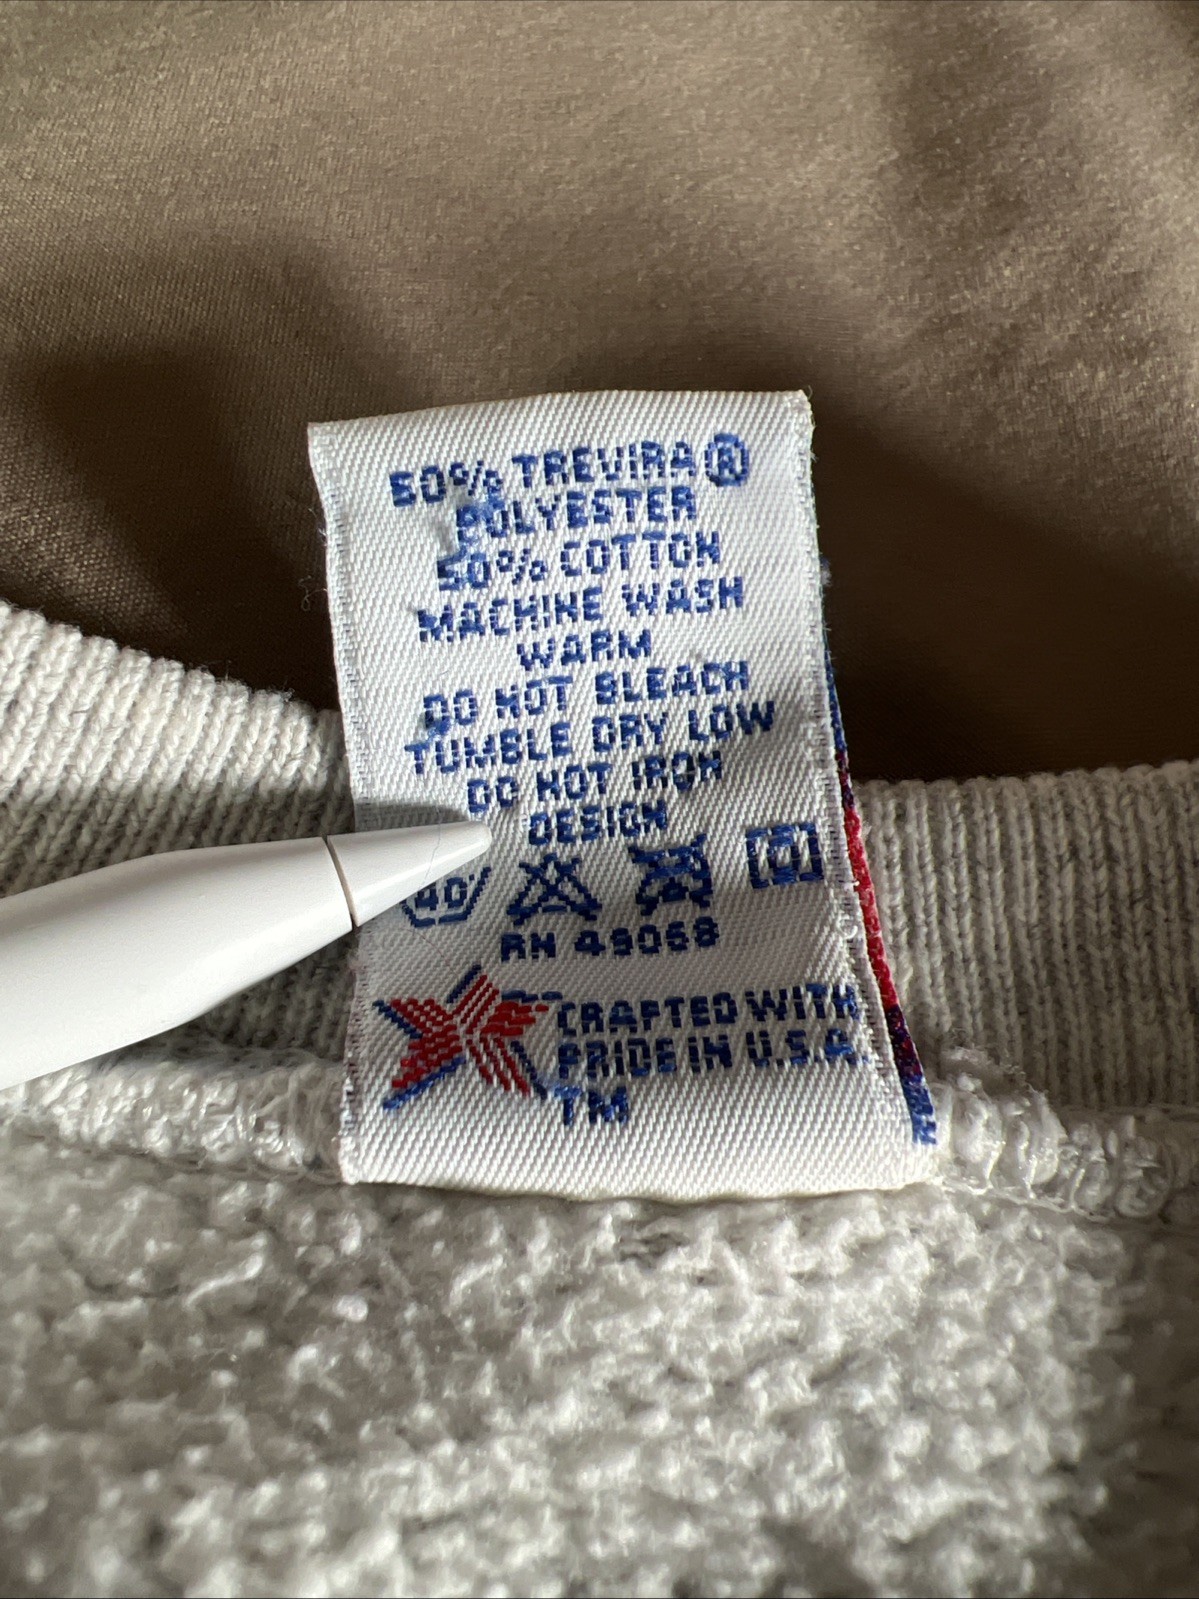 50% TREVIRA®
POLYESTER
50% COTTON
MACHINE WASH
WARM
DO NOT BLEACH
TUMBLE DRY LOW
DO NOT IRON
DESIGN
40
RN 49068
CRAFTED WITH
PRIDE IN U.S.A.
TM